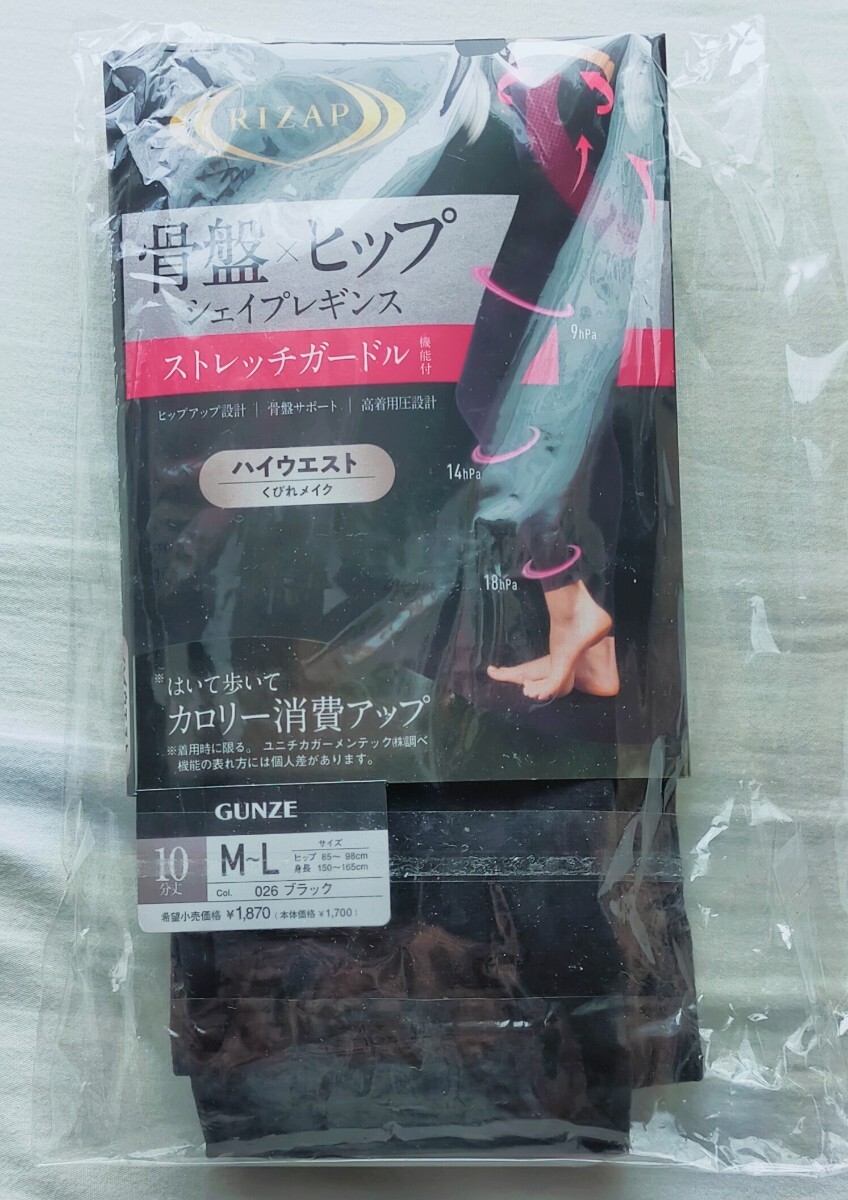 RIZAP
骨盤×ヒップ
シェイプレギンス
ストレッチガードル 機能付
ヒップアップ設計 | 骨盤サポート | 高着用圧設計
ハイウエスト
くびれメイク
9hPa
14hPa
18hPa
※はいて歩いて
カロリー消費アップ
※着用時に限る。 ユニチカガーメンテック(株)調べ
機能の表れ方には個人差があります。
GUNZE
10分丈
M~L
サイズ
ヒップ 85~98cm
身長 150~165cm
Col. 026 ブラック
希望小売価格 ¥1,870 (本体価格 ¥1,700)